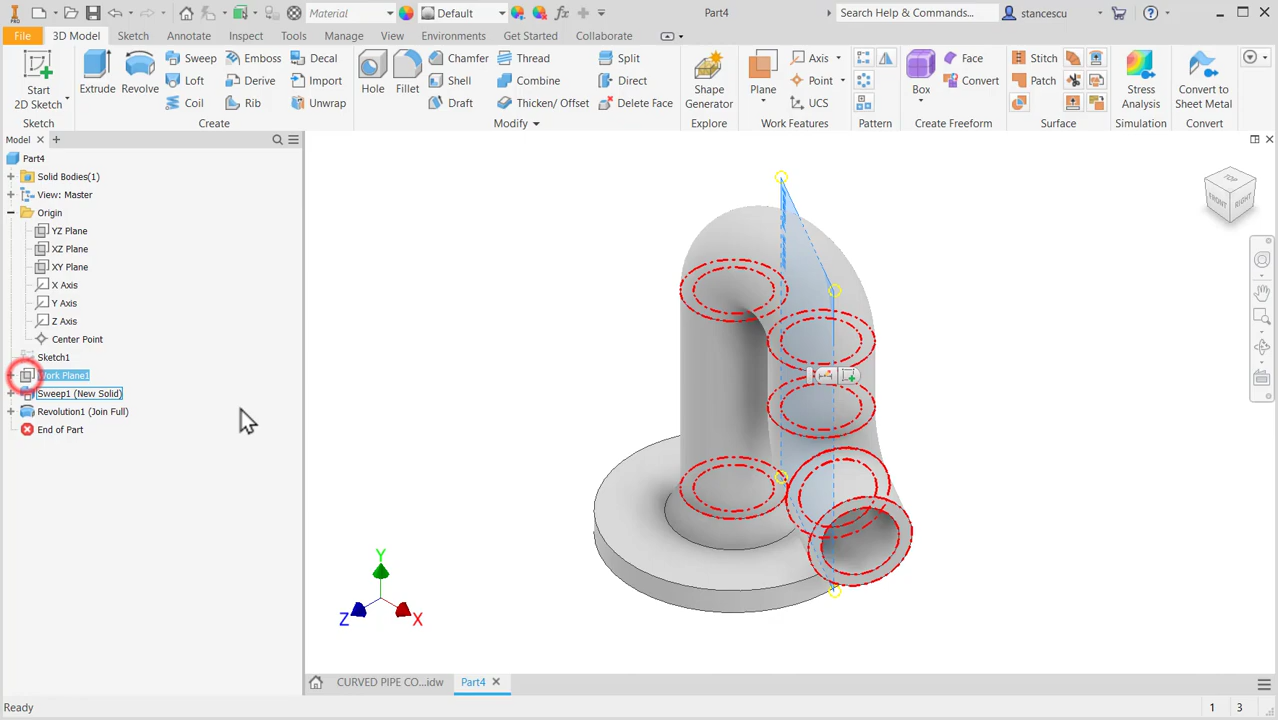 PRO
Material
Default
fx
Part4
Search Help & Commands...
stancescu
File
3D Model
Sketch
Annotate
Inspect
Tools
Manage
View
Environments
Get Started
Collaborate
Start
2D Sketch
Extrude
Revolve
Sweep
Emboss
Decal
Loft
Derive
Import
Coil
Rib
Unwrap
Hole
Fillet
Chamfer
Thread
Split
Shell
Combine
Direct
Draft
Thicken/ Offset
Delete Face
Shape
Generator
Plane
Axis
Point
UCS
Box
Face
Convert
Stitch
Patch
Stress
Analysis
Convert to
Sheet Metal
Sketch
Create
Modify
Explore
Work Features
Pattern
Create Freeform
Surface
Simulation
Convert
Model
Part4
Solid Bodies(1)
View: Master
Origin
YZ Plane
XZ Plane
XY Plane
X Axis
Y Axis
Z Axis
Center Point
Sketch1
Work Plane1
Sweep1 (New Solid)
Revolution1 (Join Full)
End of Part
TOP
FRONT
RIGHT
Y
Z
X
CURVED PIPE CO...idw
Part4
Ready
1
3